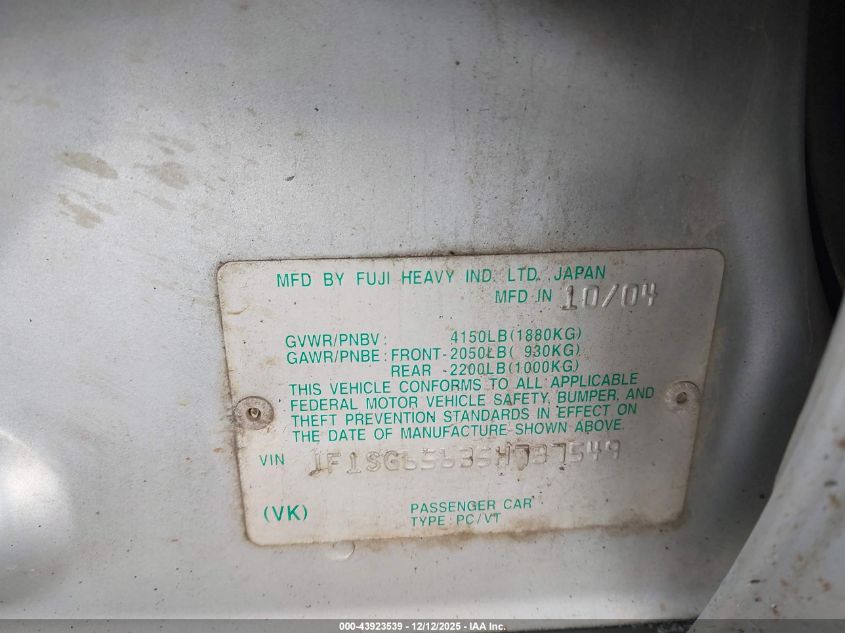 MFD BY FUJI HEAVY IND. LTD. JAPAN
MFD IN 10/04
GVWR/PNBV: 4150LB(1880KG)
GAWR/PNBE: FRONT-2050LB( 930KG)
REAR -2200LB(1000KG)
THIS VEHICLE CONFORMS TO ALL APPLICABLE
FEDERAL MOTOR VEHICLE SAFETY, BUMPER, AND
THEFT PREVENTION STANDARDS IN EFFECT ON
THE DATE OF MANUFACTURE SHOWN ABOVE.
VIN
(VK)
PASSENGER CAR
TYPE: PC/VT
000-43923539 - 12/12/2025 - IAA Inc.